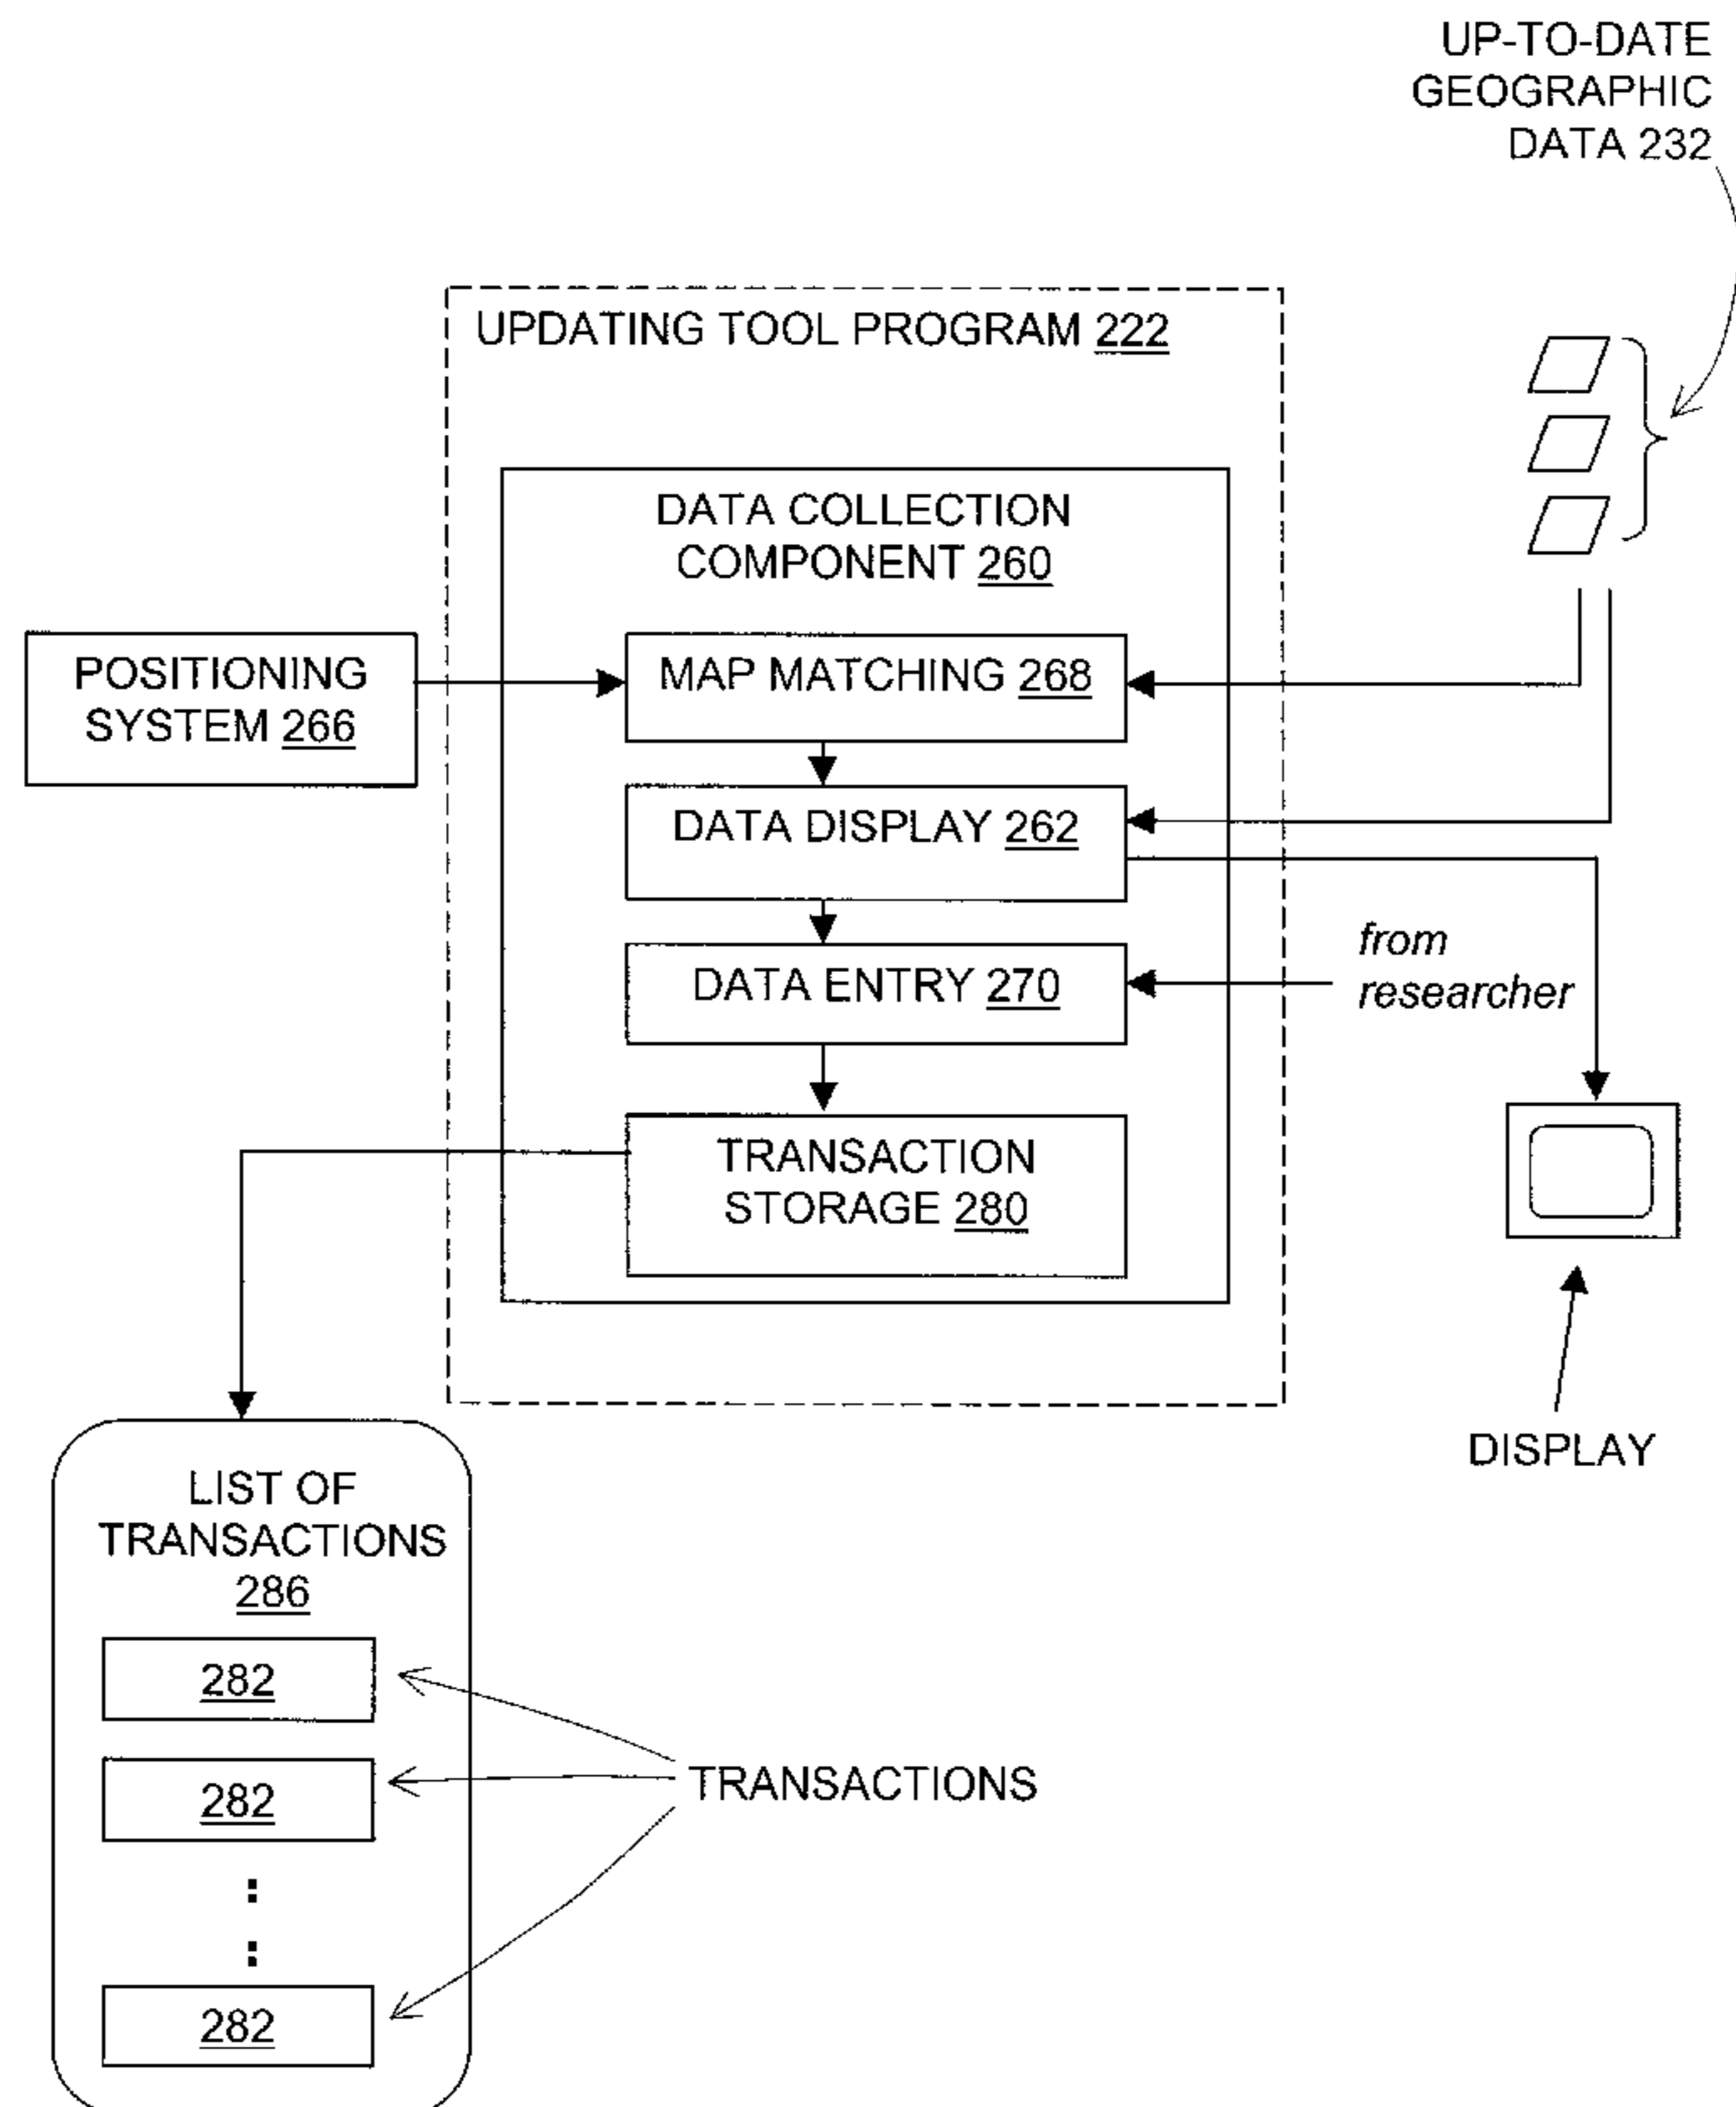 UP-TO-DATE
GEOGRAPHIC
DATA 232
UPDATING TOOL PROGRAM 222
DATA COLLECTION
COMPONENT 260
POSITIONING
SYSTEM 266
MAP MATCHING 268
DATA DISPLAY 262
from
researcher
DATA ENTRY 270
TRANSACTION
STORAGE 280
DISPLAY
LIST OF
TRANSACTIONS
286
282
282
TRANSACTIONS
282